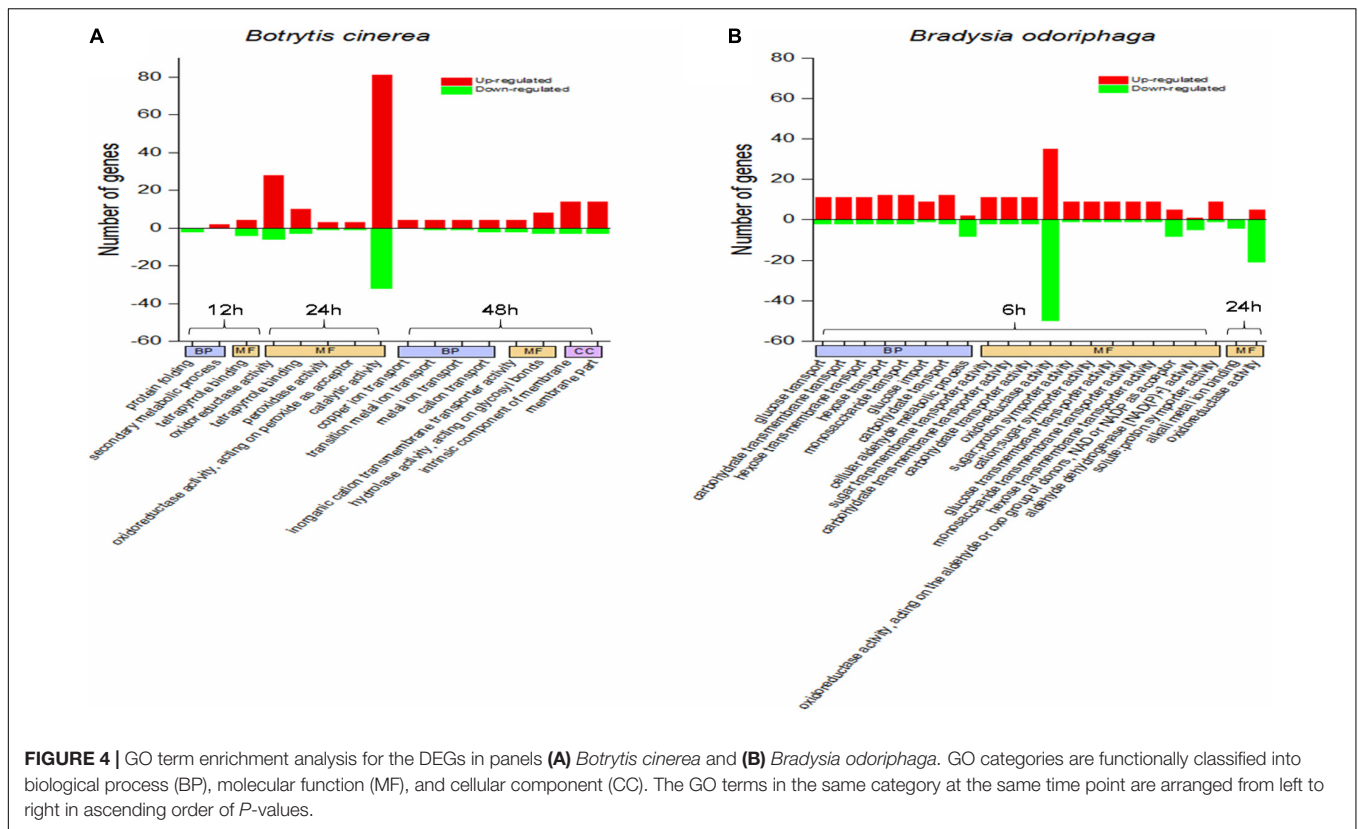 A
Botrytis cinerea
Up-regulated
Down-regulated
Number of genes
80
60
40
20
0
-20
-40
-60
12h
24h
48h
BP
MF
MF
BP
MF
CC
protein folding
secondary metabolic process
tetrapyrrole binding
oxidoreductase activity
tetrapyrrole binding
peroxidase activity
oxidoreductase activity, acting on peroxide as acceptor
catalytic activity
copper ion transport
transition metal ion transport
metal ion transport
cation transport
inorganic cation transmembrane transporter activity
hydrolase activity, acting on glycosyl bonds
intrinsic component of membrane
membrane part
B
Bradysia odoriphaga
Up-regulated
Down-regulated
Number of genes
80
60
40
20
0
-20
-40
-60
6h
24h
BP
MF
MF
glucose transport
carbohydrate transmembrane transport
hexose transmembrane transport
hexose transport
monosaccharide transport
glucose import
carbohydrate transport
cellular aldehyde metabolic process
sugar transmembrane transporter activity
carbohydrate transmembrane transporter activity
carbohydrate transporter activity
oxidoreductase activity
sugar:proton symporter activity
cation:sugar symporter activity
glucose transmembrane transporter activity
monosaccharide transmembrane transporter activity
hexose transmembrane transporter activity
oxidoreductase activity, acting on the aldehyde or oxo group of donors, NAD or NADP as acceptor
aldehyde dehydrogenase [NAD(P)+] activity
solute:proton symporter activity
alkali metal ion binding
oxidoreductase activity
FIGURE 4 | GO term enrichment analysis for the DEGs in panels (A) Botrytis cinerea and (B) Bradysia odoriphaga. GO categories are functionally classified into
biological process (BP), molecular function (MF), and cellular component (CC). The GO terms in the same category at the same time point are arranged from left to
right in ascending order of P-values.